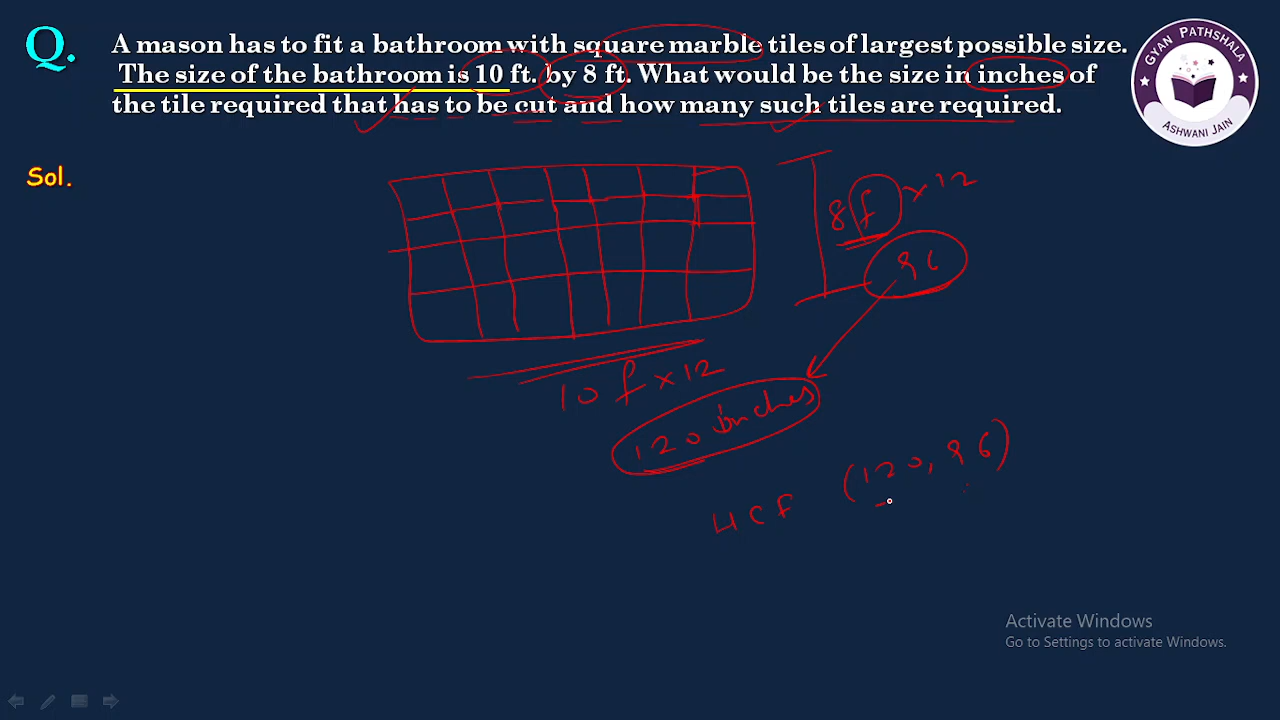 Q.
A mason has to fit a bathroom with square marble tiles of largest possible size.
The size of the bathroom is 10 ft. by 8 ft. What would be the size in inches of
the tile required that has to be cut and how many such tiles are required.
GYAN PATHSHALA
ASHWANI JAIN
Sol.
8 f × 12
96
10 f × 12
120 inches
HCF (120, 96)
Activate Windows
Go to Settings to activate Windows.